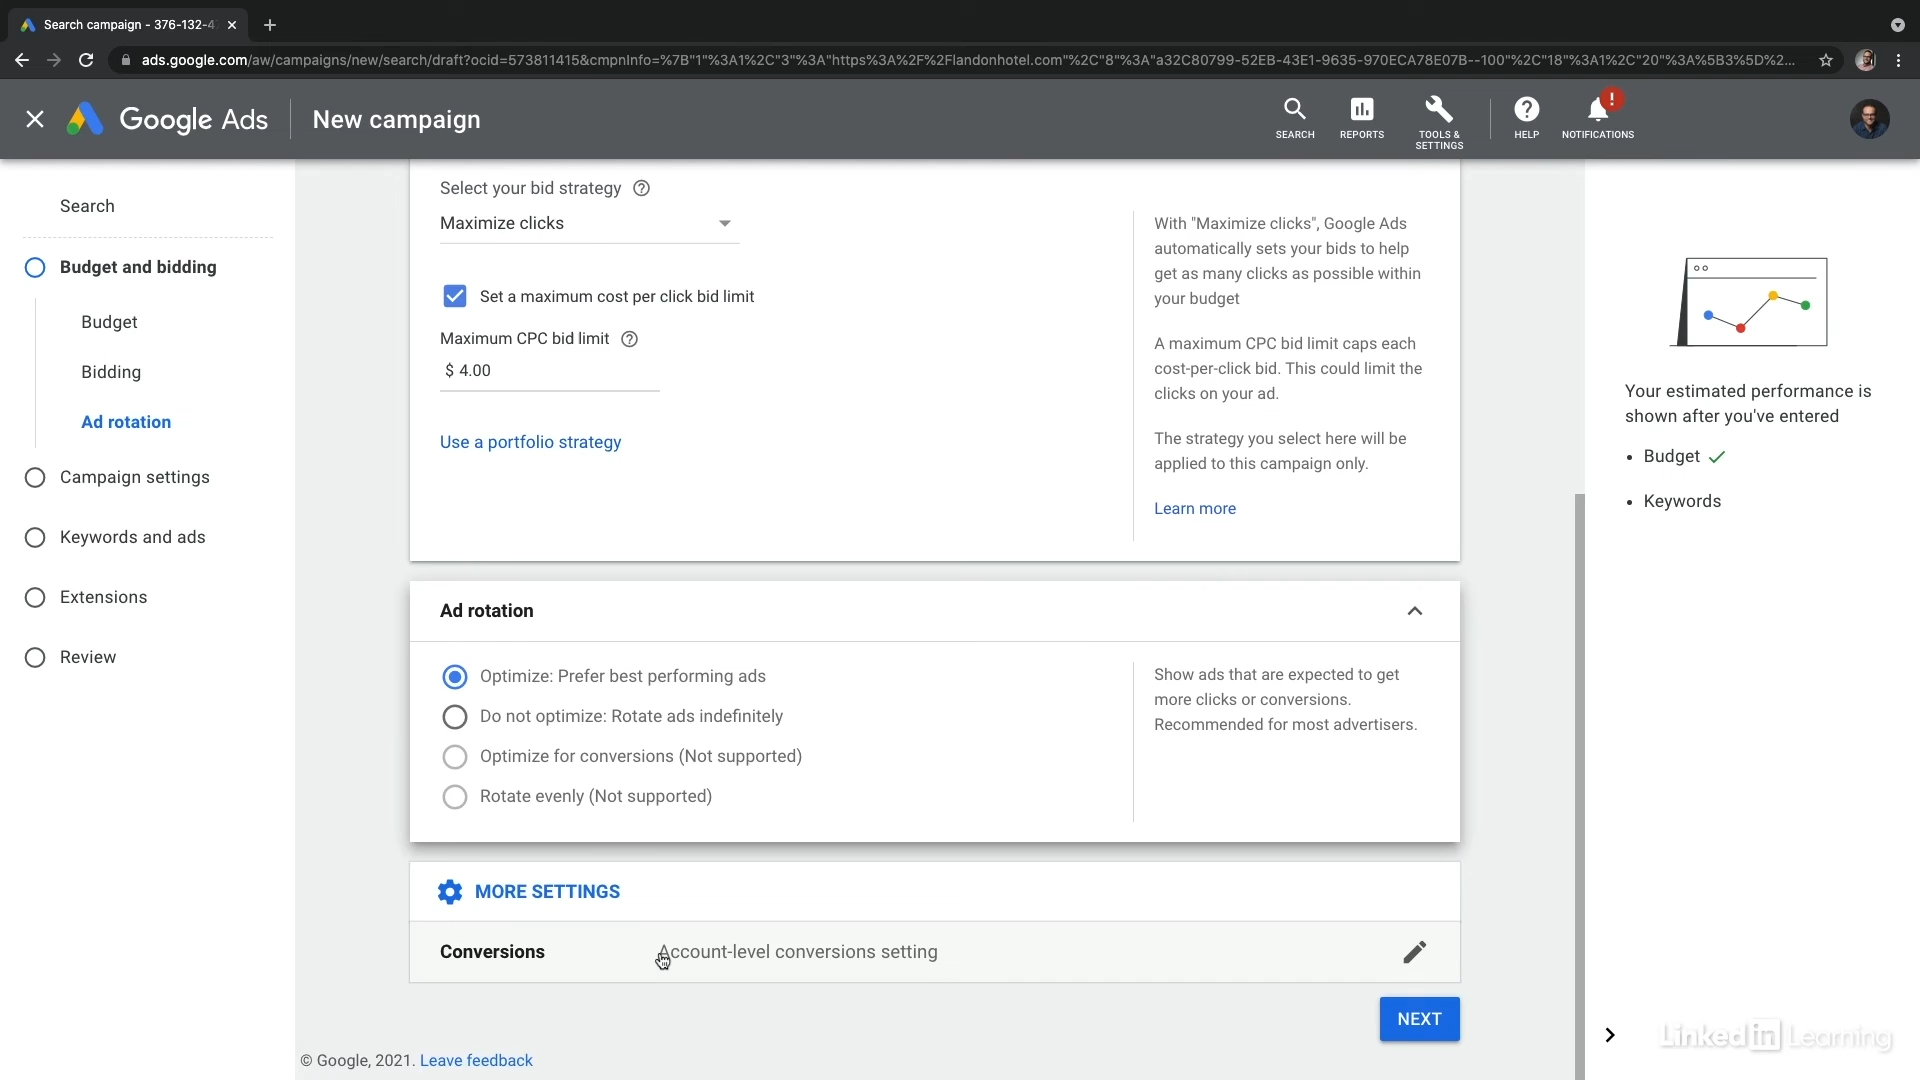 Search campaign - 376-132-4
ads.google.com/aw/campaigns/new/search/draft?ocid=573811415&cmpnInfo=%7B"1"%3A1%2C"3"%3A"https%3A%2F%2Flandonhotel.com"%2C"8"%3A"a32C80799-52EB-43E1-9635-970ECA78E07B--100"%2C"18"%3A1%2C"20"%3A%5B3%5D%2...
Google Ads
New campaign
SEARCH
REPORTS
TOOLS &
SETTINGS
HELP
!
NOTIFICATIONS
Search
Budget and bidding
Budget
Bidding
Ad rotation
Campaign settings
Keywords and ads
Extensions
Review
Select your bid strategy
Maximize clicks
Set a maximum cost per click bid limit
Maximum CPC bid limit
$ 4.00
Use a portfolio strategy
With "Maximize clicks", Google Ads
automatically sets your bids to help
get as many clicks as possible within
your budget
A maximum CPC bid limit caps each
cost-per-click bid. This could limit the
clicks on your ad.
The strategy you select here will be
applied to this campaign only.
Learn more
Ad rotation
Optimize: Prefer best performing ads
Do not optimize: Rotate ads indefinitely
Optimize for conversions (Not supported)
Rotate evenly (Not supported)
Show ads that are expected to get
more clicks or conversions.
Recommended for most advertisers.
MORE SETTINGS
Conversions
Account-level conversions setting
NEXT
© Google, 2021. Leave feedback
Your estimated performance is
shown after you've entered
• Budget
• Keywords
LinkedIn Learning